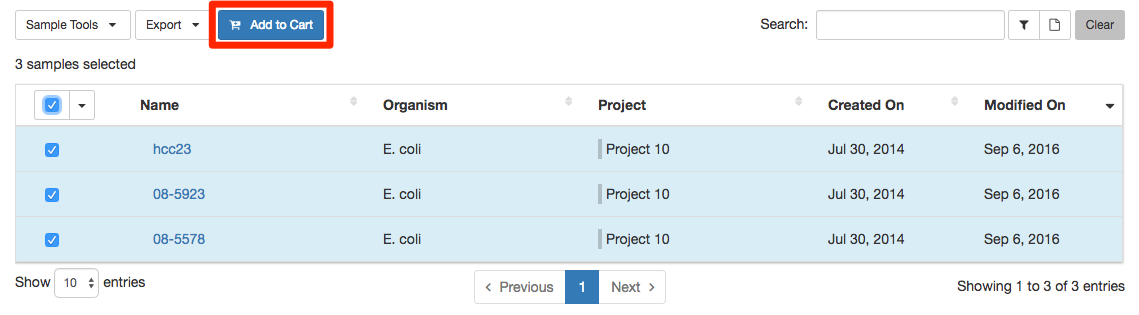 Sample Tools Export Add to Cart Search: Clear
3 samples selected
Name Organism Project Created On Modified On
hcc23 E. coli Project 10 Jul 30, 2014 Sep 6, 2016
08-5923 E. coli Project 10 Jul 30, 2014 Sep 6, 2016
08-5578 E. coli Project 10 Jul 30, 2014 Sep 6, 2016
Show 10 entries Previous 1 Next Showing 1 to 3 of 3 entries